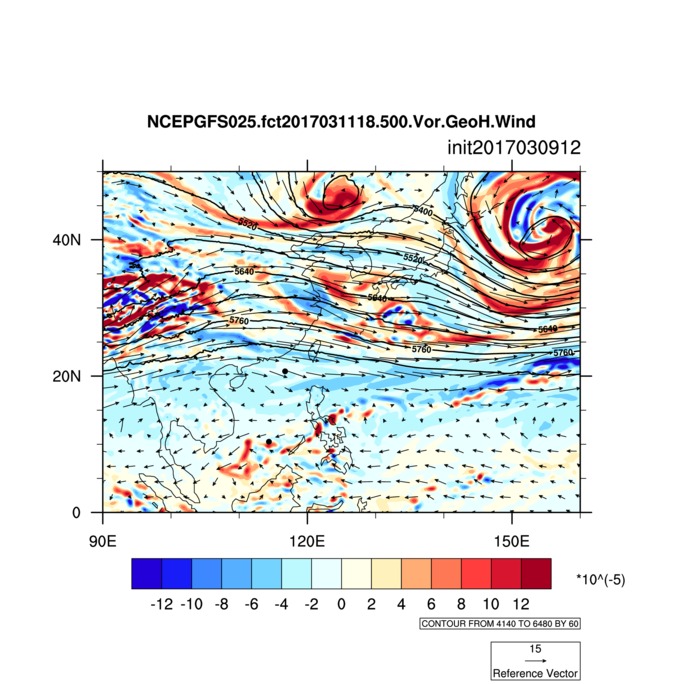 NCEPGFS025.fct2017031118.500.Vor.GeoH.Wind
init2017030912
5400
5520
5520
40N
5640
5640
5760
5640
5760
5760
20N
0
90E 120E 150E
-12 -10 -8 -6 -4 -2 0 2 4 6 8 10 12
*10^(-5)
CONTOUR FROM 4140 TO 6480 BY 60
15
Reference Vector